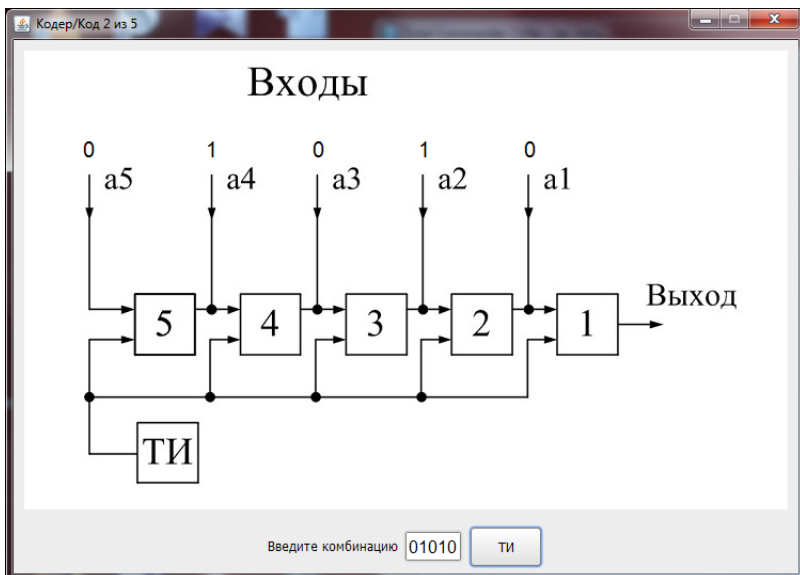 Кодер/Код 2 из 5
Входы
0 1 0 1 0
a5 a4 a3 a2 a1
Выход
5 4 3 2 1
ТИ
Введите комбинацию 01010 ТИ